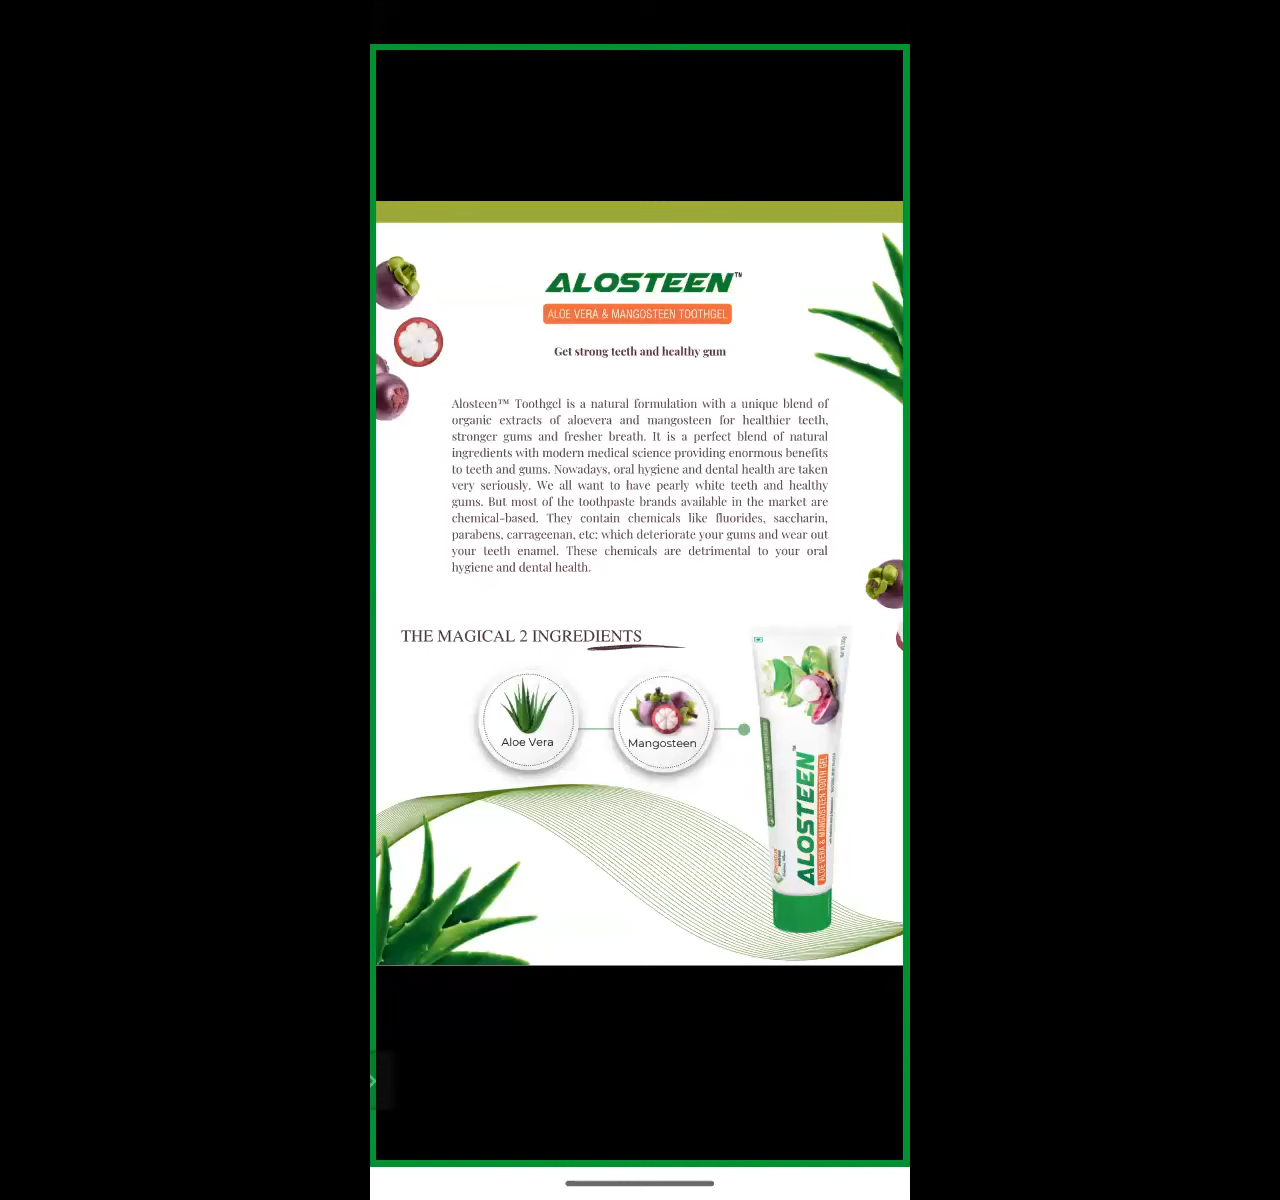 ALOSTEEN™
ALOE VERA & MANGOSTEEN TOOTHGEL
Get strong teeth and healthy gum
Alosteen™ Toothgel is a natural formulation with a unique blend of
organic extracts of aloevera and mangosteen for healthier teeth,
stronger gums and fresher breath. It is a perfect blend of natural
ingredients with modern medical science providing enormous benefits
to teeth and gums. Nowadays, oral hygiene and dental health are taken
very seriously. We all want to have pearly white teeth and healthy
gums. But most of the toothpaste brands available in the market are
chemical-based. They contain chemicals like fluorides, saccharin,
parabens, carrageenan, etc; which deteriorate your gums and wear out
your teeth enamel. These chemicals are detrimental to your oral
hygiene and dental health.
THE MAGICAL 2 INGREDIENTS
Aloe Vera
Mangosteen
ALOSTEEN™
ALOE VERA & MANGOSTEEN TOOTH GEL